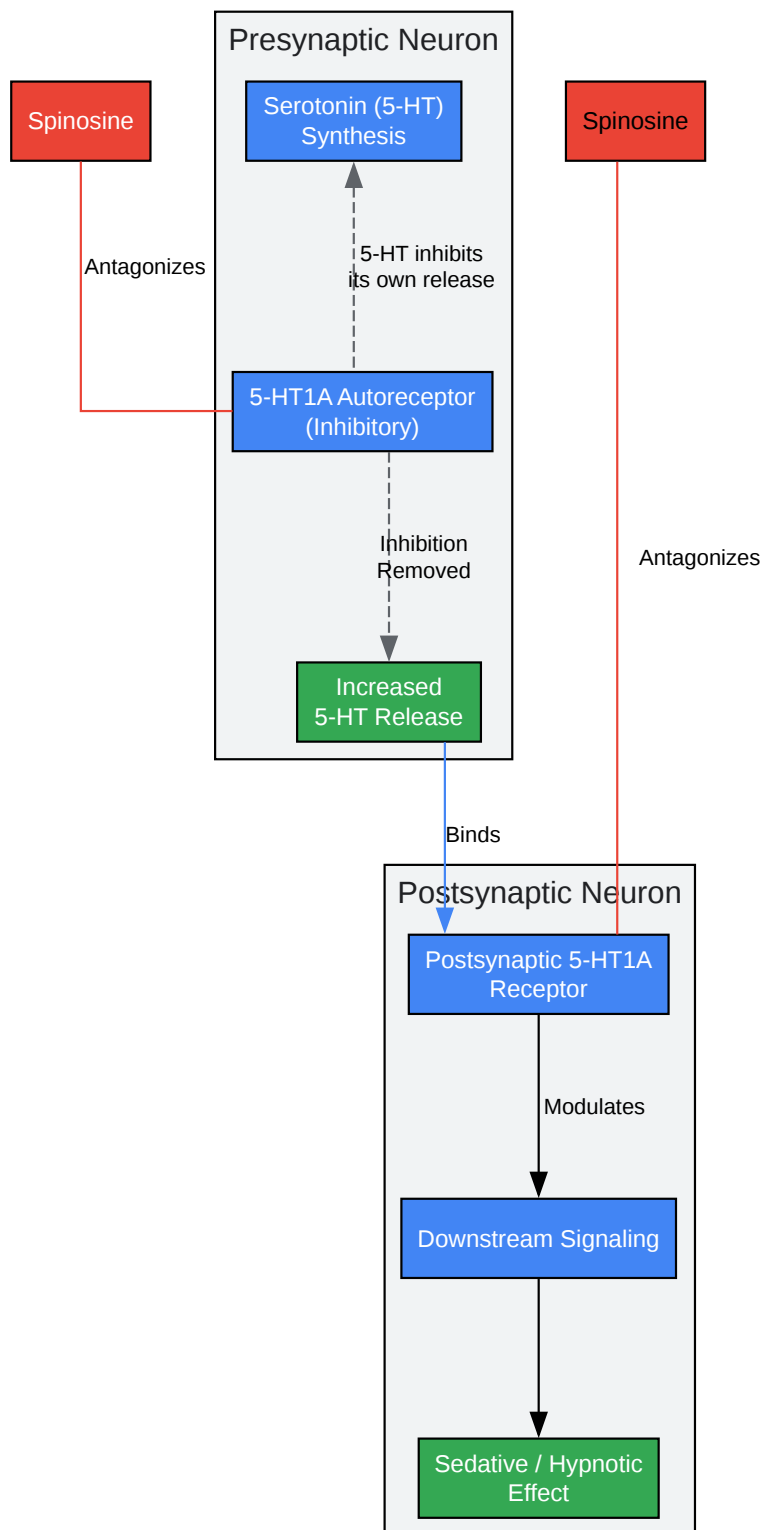 Presynaptic Neuron
Spinosine
Serotonin (5-HT)
Synthesis
Spinosine
Antagonizes
5-HT inhibits
its own release
5-HT1A Autoreceptor
(Inhibitory)
Inhibition
Removed
Antagonizes
Increased
5-HT Release
Binds
Postsynaptic Neuron
Postsynaptic 5-HT1A
Receptor
Modulates
Downstream Signaling
Sedative / Hypnotic
Effect